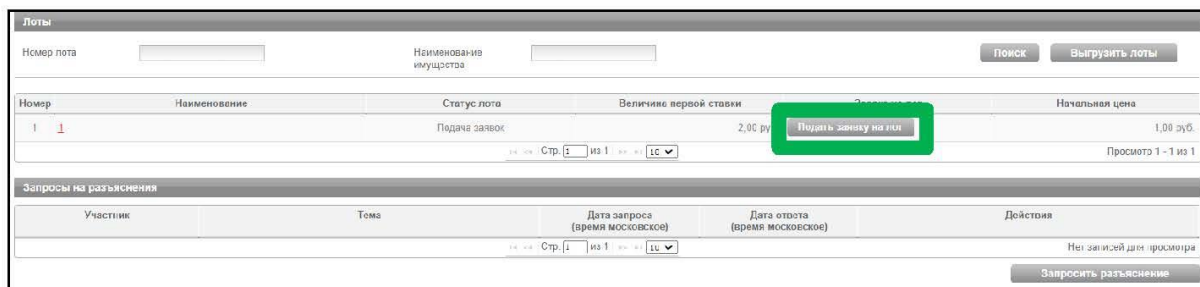 Лоты
Номер лота Наименование имущества Поиск Выгрузить лоты
Номер Наименование Статус лота Величина первой ставки Начальная цена
1 1 Подача заявок 2,00 ру Подать заявку на лот 1,00 руб.
Стр. 1 из 1 10 Просмотр 1 - 1 из 1
Запросы на разъяснения
Участник Тема Дата запроса (время московское) Дата ответа (время московское) Действия
Стр. 1 из 1 10 Нет записей для просмотра
Запросить разъяснение